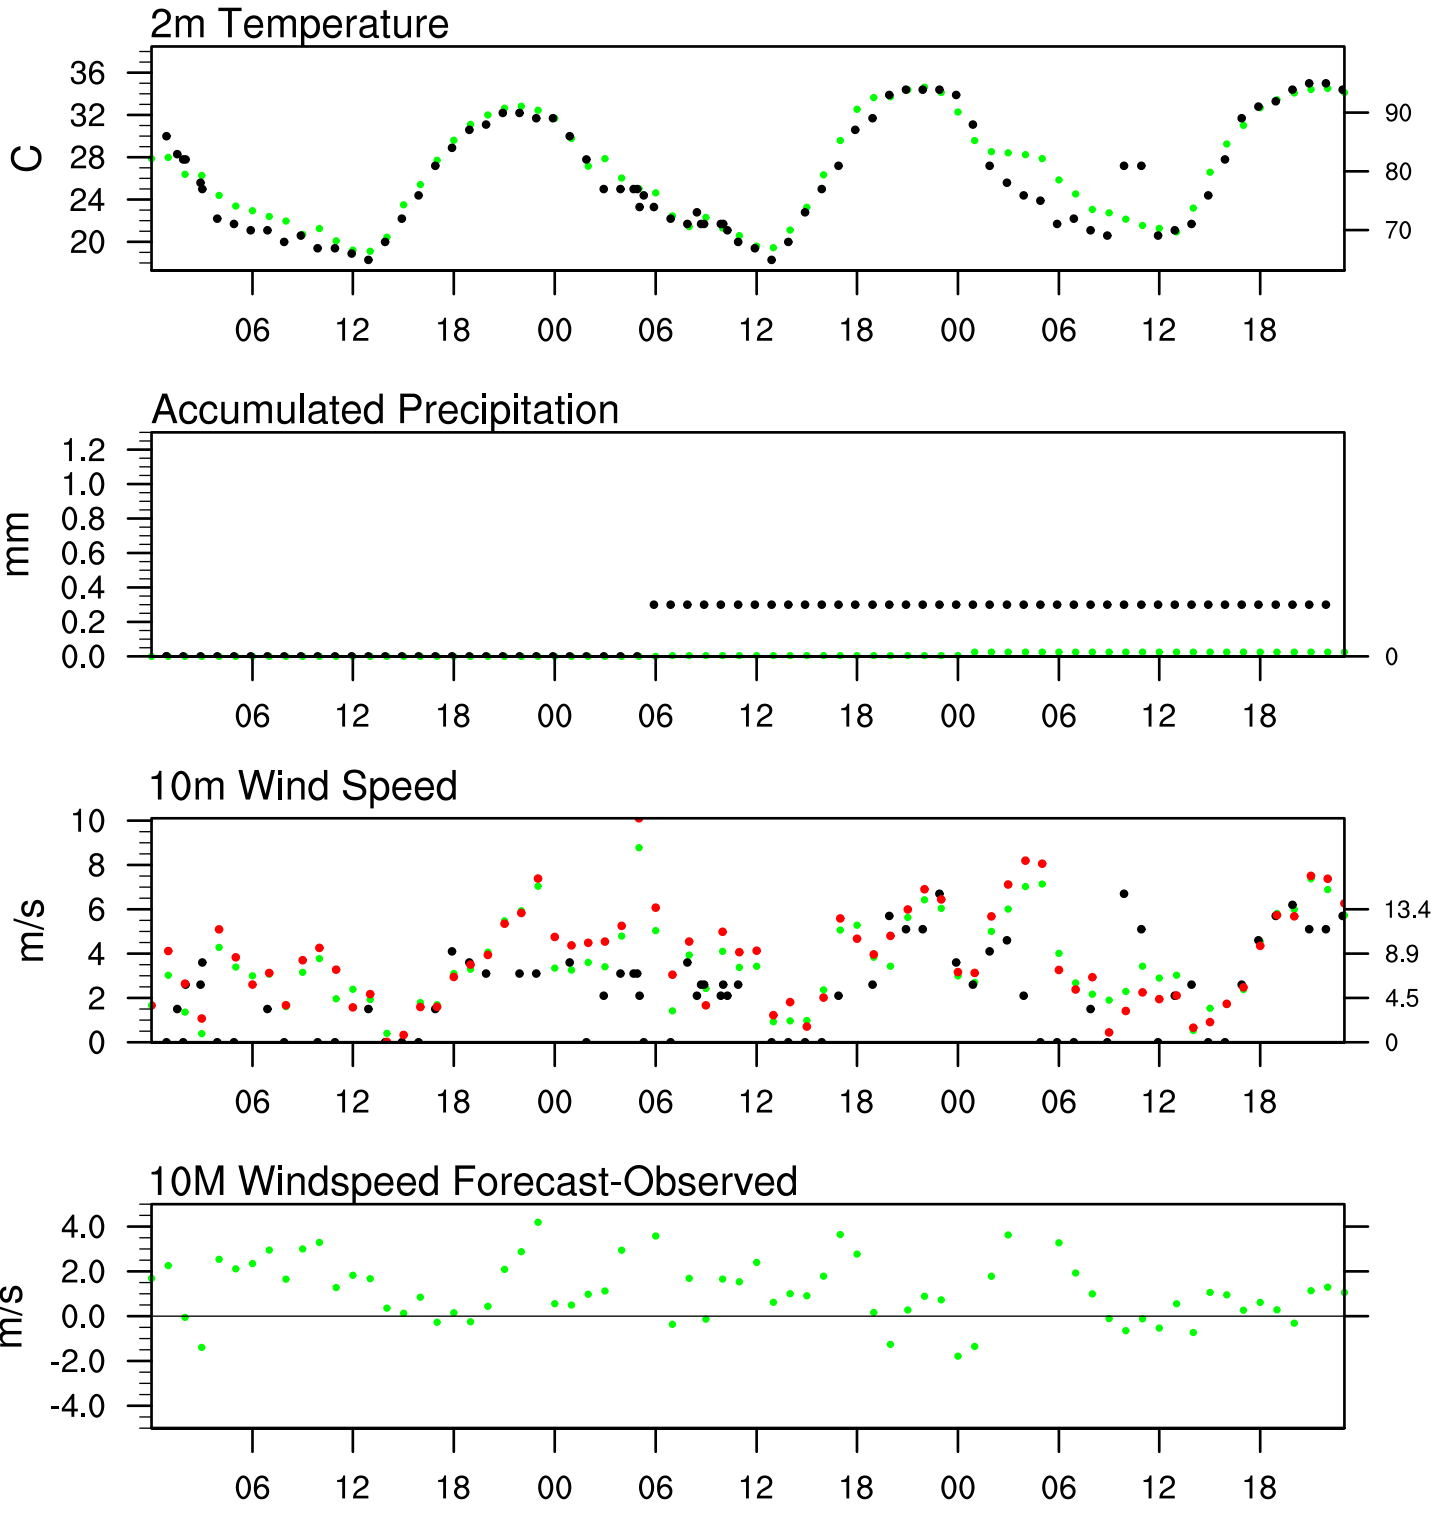 2m Temperature
36
32
28
24
20
C
90
80
70
06 12 18 00 06 12 18 00 06 12 18
Accumulated Precipitation
1.2
1.0
0.8
0.6
0.4
0.2
0.0
mm
0
06 12 18 00 06 12 18 00 06 12 18
10m Wind Speed
10
8
6
4
2
0
m/s
13.4
8.9
4.5
0
06 12 18 00 06 12 18 00 06 12 18
10M Windspeed Forecast-Observed
4.0
2.0
0.0
-2.0
-4.0
m/s
06 12 18 00 06 12 18 00 06 12 18